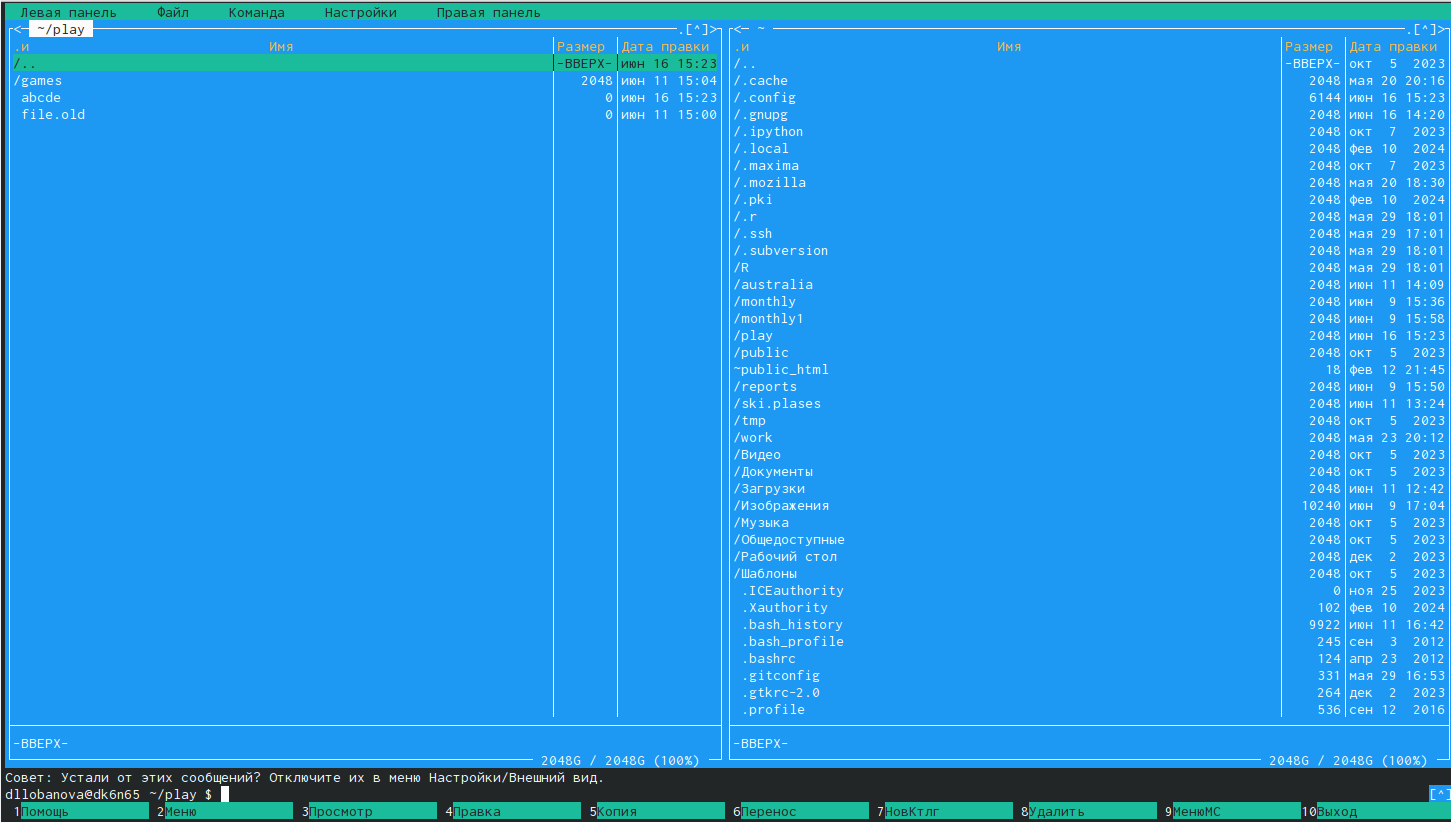 Левая панель Файл Команда Настройки Правая панель
<- ~/play .[^]>
.и Имя Размер Дата правки
/.. -ВВЕРХ- июн 16 15:23
/games 2048 июн 11 15:04
abcde 0 июн 16 15:23
file.old 0 июн 11 15:00
-ВВЕРХ-
2048G / 2048G (100%)
<- ~ .[^]>
.и Имя Размер Дата правки
/.. -ВВЕРХ- окт 5 2023
/.cache 2048 мая 20 20:16
/.config 6144 июн 16 15:23
/.gnupg 2048 июн 16 14:20
/.ipython 2048 окт 7 2023
/.local 2048 фев 10 2024
/.maxima 2048 окт 7 2023
/.mozilla 2048 мая 20 18:30
/.pki 2048 фев 10 2024
/.r 2048 мая 29 18:01
/.ssh 2048 мая 29 17:01
/.subversion 2048 мая 29 18:01
/R 2048 мая 29 18:01
/australia 2048 июн 11 14:09
/monthly 2048 июн 9 15:36
/monthly1 2048 июн 9 15:58
/play 2048 июн 16 15:23
/public 2048 окт 5 2023
~public_html 18 фев 12 21:45
/reports 2048 июн 9 15:50
/ski.plases 2048 июн 11 13:24
/tmp 2048 окт 5 2023
/work 2048 мая 23 20:12
/Видео 2048 окт 5 2023
/Документы 2048 окт 5 2023
/Загрузки 2048 июн 11 12:42
/Изображения 10240 июн 9 17:04
/Музыка 2048 окт 5 2023
/Общедоступные 2048 окт 5 2023
/Рабочий стол 2048 дек 2 2023
/Шаблоны 2048 окт 5 2023
.ICEauthority 0 ноя 25 2023
.Xauthority 102 фев 10 2024
.bash_history 9922 июн 11 16:42
.bash_profile 245 сен 3 2012
.bashrc 124 апр 23 2012
.gitconfig 331 мая 29 16:53
.gtkrc-2.0 264 дек 2 2023
.profile 536 сен 12 2016
-ВВЕРХ-
2048G / 2048G (100%)
Совет: Устали от этих сообщений? Отключите их в меню Настройки/Внешний вид.
dllobanova@dk6n65 ~/play $ [^]
1Помощь 2Меню 3Просмотр 4Правка 5Копия 6Перенос 7НовКтлг 8Удалить 9МенюМС 10Выход